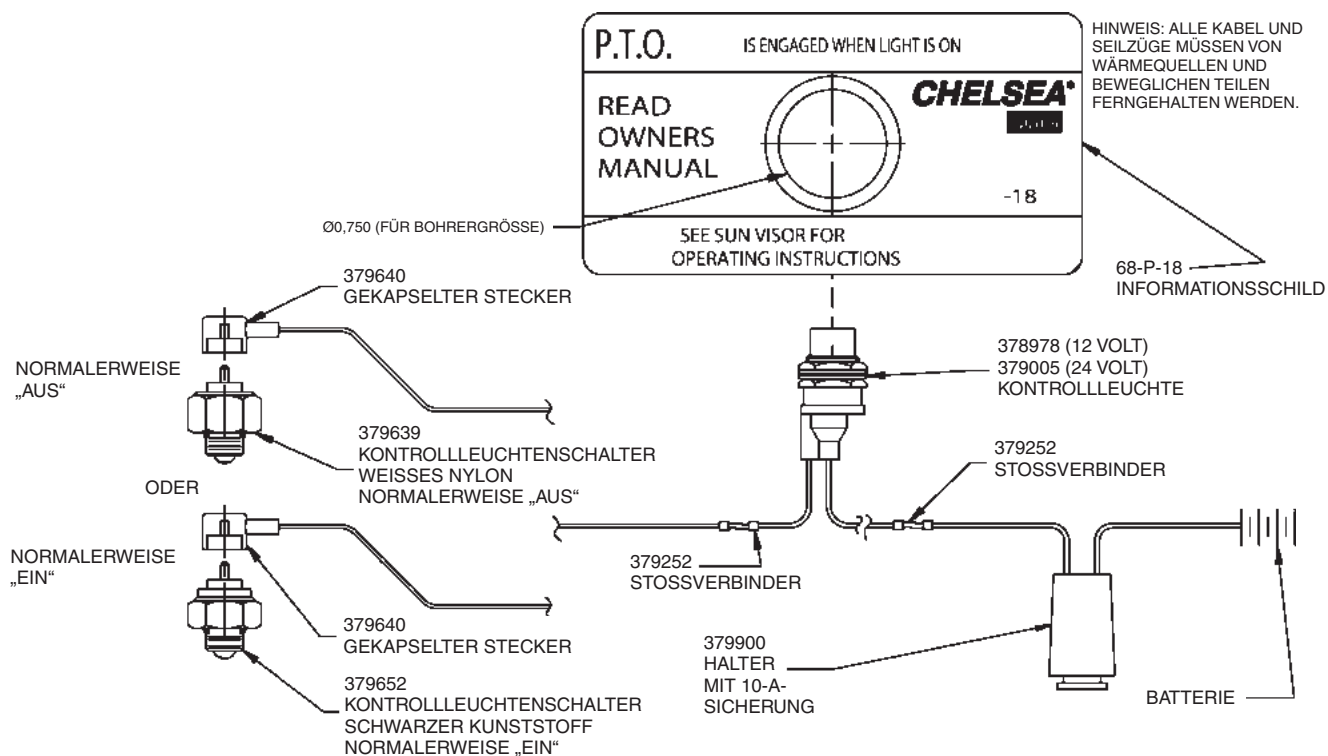 P.T.O. IS ENGAGED WHEN LIGHT IS ON
READ
OWNERS
MANUAL
CHELSEA
-18
SEE SUN VISOR FOR
OPERATING INSTRUCTIONS
HINWEIS: ALLE KABEL UND
SEILZÜGE MÜSSEN VON
WÄRMEQUELLEN UND
BEWEGLICHEN TEILEN
FERNGEHALTEN WERDEN.
Ø0,750 (FÜR BOHRERGRÖSSE)
68-P-18
INFORMATIONSSCHILD
379640
GEKAPSELTER STECKER
NORMALERWEISE
„AUS“
379639
KONTROLLLEUCHTENSCHALTER
WEISSES NYLON
NORMALERWEISE „AUS“
ODER
NORMALERWEISE
„EIN“
379640
GEKAPSELTER STECKER
379652
KONTROLLLEUCHTENSCHALTER
SCHWARZER KUNSTSTOFF
NORMALERWEISE „EIN“
378978 (12 VOLT)
379005 (24 VOLT)
KONTROLLLEUCHTE
379252
STOSSVERBINDER
379252
STOSSVERBINDER
379900
HALTER
MIT 10-A-
SICHERUNG
BATTERIE